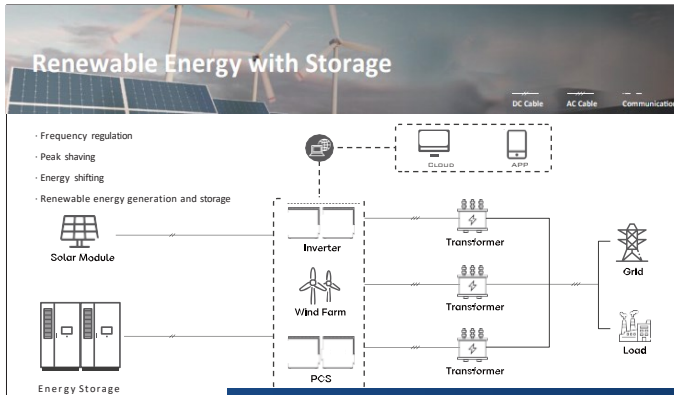 Renewable Energy with Storage
DC Cable AC Cable Communication
· Frequency regulation
· Peak shaving
· Energy shifting
· Renewable energy generation and storage
CLOUD APP
Solar Module
Inverter
Transformer
Grid
Wind Farm
Transformer
Load
PCS
Transformer
Energy Storage